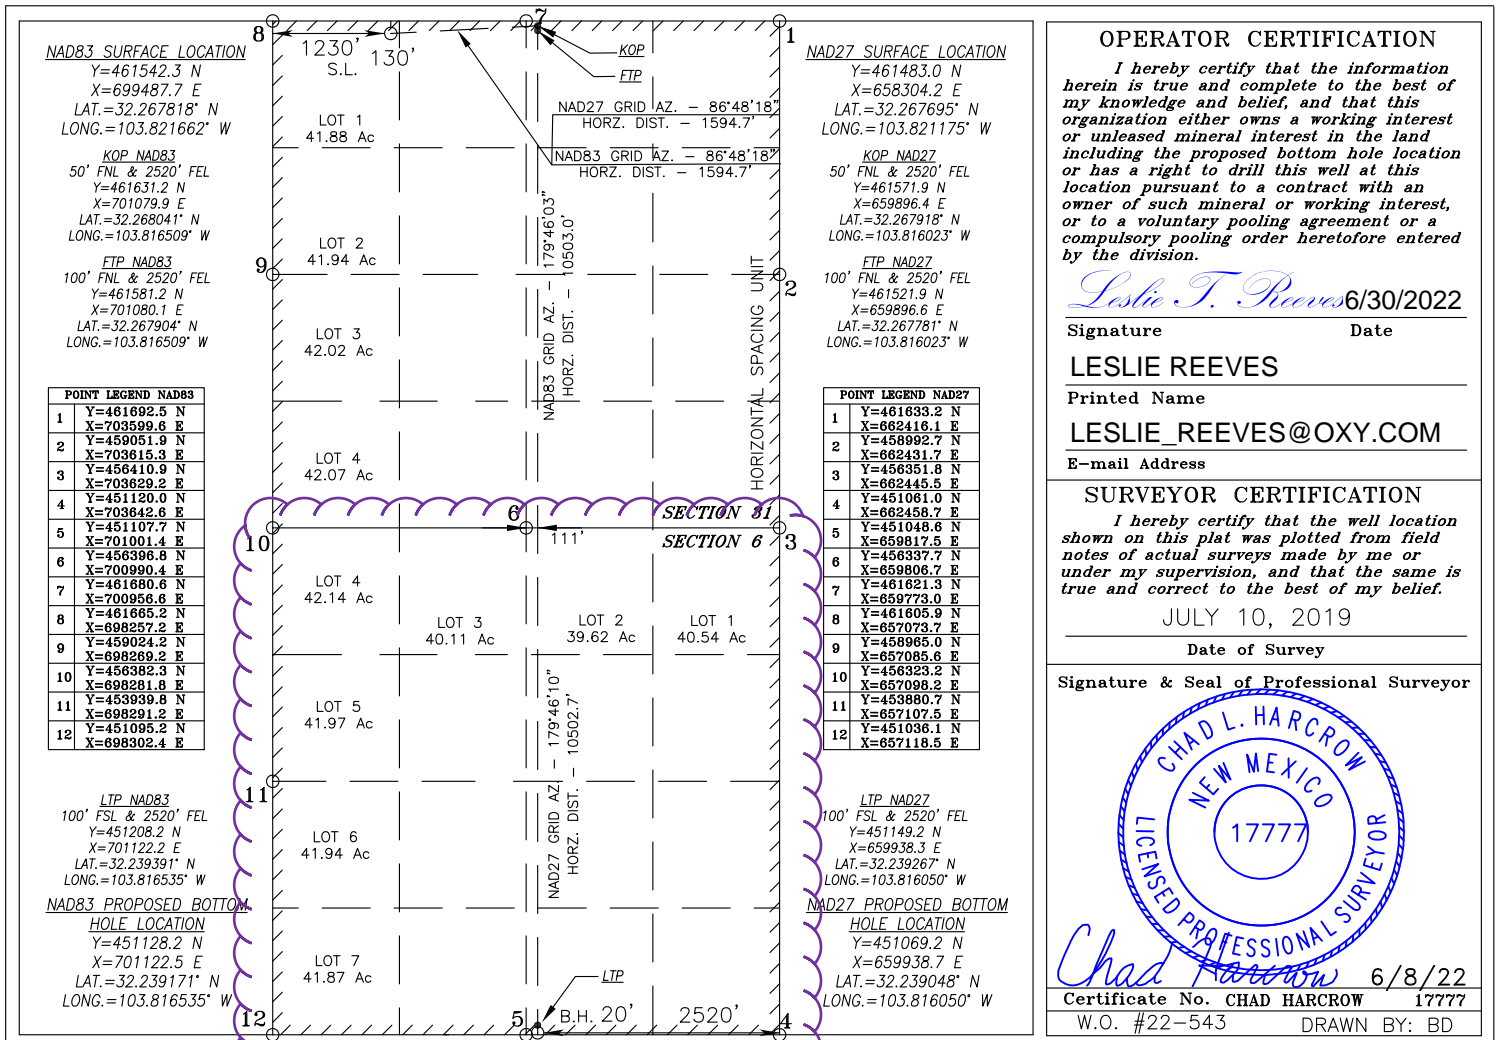 NAD83 SURFACE LOCATION
Y=461542.3 N
X=699487.7 E
LAT.=32.267818° N
LONG.=103.821662° W
KOP NAD83
50' FNL & 2520' FEL
Y=461631.2 N
X=701079.9 E
LAT.=32.268041° N
LONG.=103.816509° W
FTP NAD83
100' FNL & 2520' FEL
Y=461581.2 N
X=701080.1 E
LAT.=32.267904° N
LONG.=103.816509° W
POINT LEGEND NAD83
1 Y=461692.5 N
X=703599.6 E
2 Y=459051.9 N
X=703615.3 E
3 Y=456410.9 N
X=703629.2 E
4 Y=451120.0 N
X=703642.6 E
5 Y=451107.7 N
X=701001.4 E
6 Y=456396.8 N
X=700990.4 E
7 Y=461680.6 N
X=700956.6 E
8 Y=461665.2 N
X=698257.2 E
9 Y=459024.2 N
X=698269.2 E
10 Y=456382.3 N
X=698281.8 E
11 Y=453939.8 N
X=698291.2 E
12 Y=451095.2 N
X=698302.4 E
LTP NAD83
100' FSL & 2520' FEL
Y=451208.2 N
X=701122.2 E
LAT.=32.239391° N
LONG.=103.816535° W
NAD83 PROPOSED BOTTOM
HOLE LOCATION
Y=451128.2 N
X=701122.5 E
LAT.=32.239171° N
LONG.=103.816535° W
8
7
1
1230'
S.L.
130'
KOP
FTP
NAD27 GRID AZ. – 86°48'18"
HORZ. DIST. – 1594.7'
NAD83 GRID AZ. – 86°48'18"
HORZ. DIST. – 1594.7'
LOT 1
41.88 Ac
LOT 2
41.94 Ac
9
2
LOT 3
42.02 Ac
LOT 4
42.07 Ac
NAD83 GRID AZ. – 179°46'03"
HORZ. DIST. – 10503.0'
HORIZONTAL SPACING UNIT
6
SECTION 31
10
111'
SECTION 6
3
LOT 4
42.14 Ac
LOT 3
40.11 Ac
LOT 2
39.62 Ac
LOT 1
40.54 Ac
LOT 5
41.97 Ac
NAD27 GRID AZ. – 179°46'10"
HORZ. DIST. – 10502.7'
11
LOT 6
41.94 Ac
LOT 7
41.87 Ac
LTP
12
5
B.H. 20'
2520'
4
NAD27 SURFACE LOCATION
Y=461483.0 N
X=658304.2 E
LAT.=32.267695° N
LONG.=103.821175° W
KOP NAD27
50' FNL & 2520' FEL
Y=461571.9 N
X=659896.4 E
LAT.=32.267918° N
LONG.=103.816023° W
FTP NAD27
100' FNL & 2520' FEL
Y=461521.9 N
X=659896.6 E
LAT.=32.267781° N
LONG.=103.816023° W
POINT LEGEND NAD27
1 Y=461633.2 N
X=662416.1 E
2 Y=458992.7 N
X=662431.7 E
3 Y=456351.8 N
X=662445.5 E
4 Y=451061.0 N
X=662458.7 E
5 Y=451048.6 N
X=659817.5 E
6 Y=456337.7 N
X=659806.7 E
7 Y=461621.3 N
X=659773.0 E
8 Y=461605.9 N
X=657073.7 E
9 Y=458965.0 N
X=657085.6 E
10 Y=456323.2 N
X=657098.2 E
11 Y=453880.7 N
X=657107.5 E
12 Y=451036.1 N
X=657118.5 E
LTP NAD27
100' FSL & 2520' FEL
Y=451149.2 N
X=659938.3 E
LAT.=32.239267° N
LONG.=103.816050° W
NAD27 PROPOSED BOTTOM
HOLE LOCATION
Y=451069.2 N
X=659938.7 E
LAT.=32.239048° N
LONG.=103.816050° W
OPERATOR CERTIFICATION
I hereby certify that the information
herein is true and complete to the best of
my knowledge and belief, and that this
organization either owns a working interest
or unleased mineral interest in the land
including the proposed bottom hole location
or has a right to drill this well at this
location pursuant to a contract with an
owner of such mineral or working interest,
or to a voluntary pooling agreement or a
compulsory pooling order heretofore entered
by the division.
Leslie T. Reeves 6/30/2022
Signature Date
LESLIE REEVES
Printed Name
LESLIE_REEVES@OXY.COM
E-mail Address
SURVEYOR CERTIFICATION
I hereby certify that the well location
shown on this plat was plotted from field
notes of actual surveys made by me or
under my supervision, and that the same is
true and correct to the best of my belief.
JULY 10, 2019
Date of Survey
Signature & Seal of Professional Surveyor
CHAD L. HARCROW
NEW MEXICO
17777
LICENSED PROFESSIONAL SURVEYOR
Chad Harcrow 6/8/22
Certificate No. CHAD HARCROW 17777
W.O. #22-543 DRAWN BY: BD